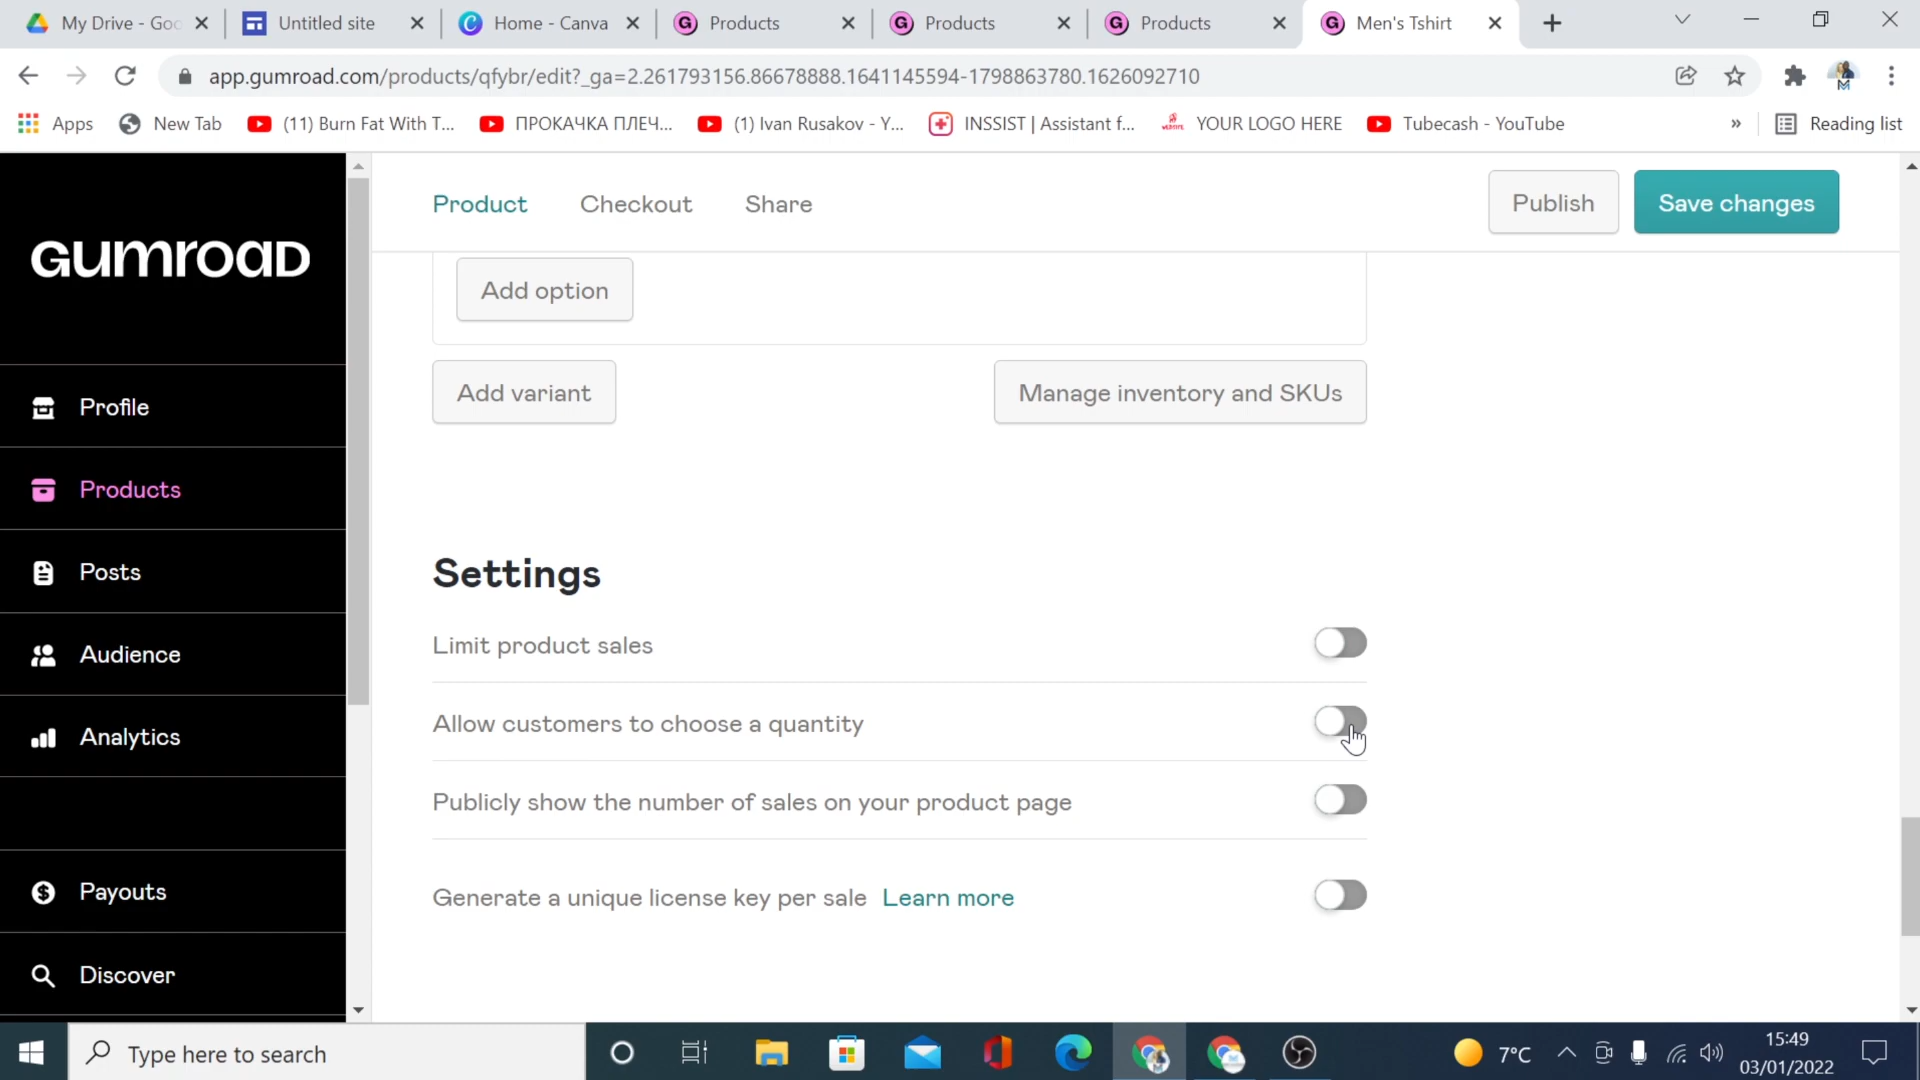 My Drive - Goo
Untitled site
Home - Canva
Products
Products
Products
Men's Tshirt
app.gumroad.com/products/qfybr/edit?_ga=2.261793156.86678888.1641145594-1798863780.1626092710
Apps
New Tab
(11) Burn Fat With T...
ПРОКАЧКА ПЛЕЧ...
(1) Ivan Rusakov - Y...
INSSIST | Assistant f...
YOUR LOGO HERE
Tubecash - YouTube
»
Reading list
GUMROAD
Profile
Products
Posts
Audience
Analytics
Payouts
Discover
Product
Checkout
Share
Publish
Save changes
Add option
Add variant
Manage inventory and SKUs
Settings
Limit product sales
Allow customers to choose a quantity
Publicly show the number of sales on your product page
Generate a unique license key per sale Learn more
Type here to search
7°C
15:49
03/01/2022